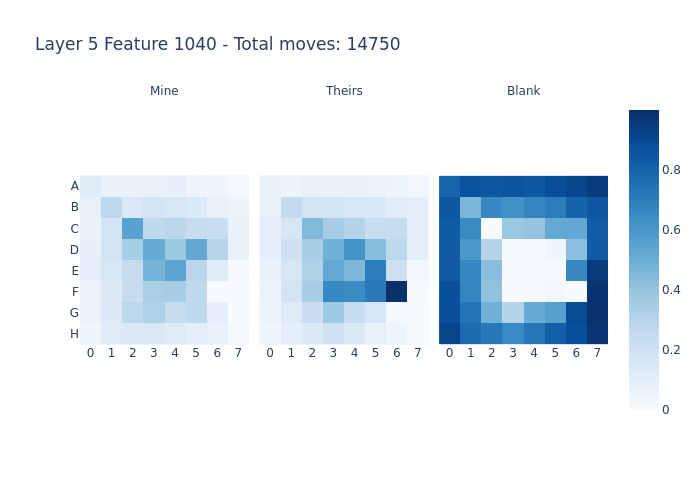 Layer 5 Feature 1040 - Total moves: 14750
Mine Theirs Blank
A
B
C
D
E
F
G
H
0 1 2 3 4 5 6 7 0 1 2 3 4 5 6 7 0 1 2 3 4 5 6 7
0.8
0.6
0.4
0.2
0